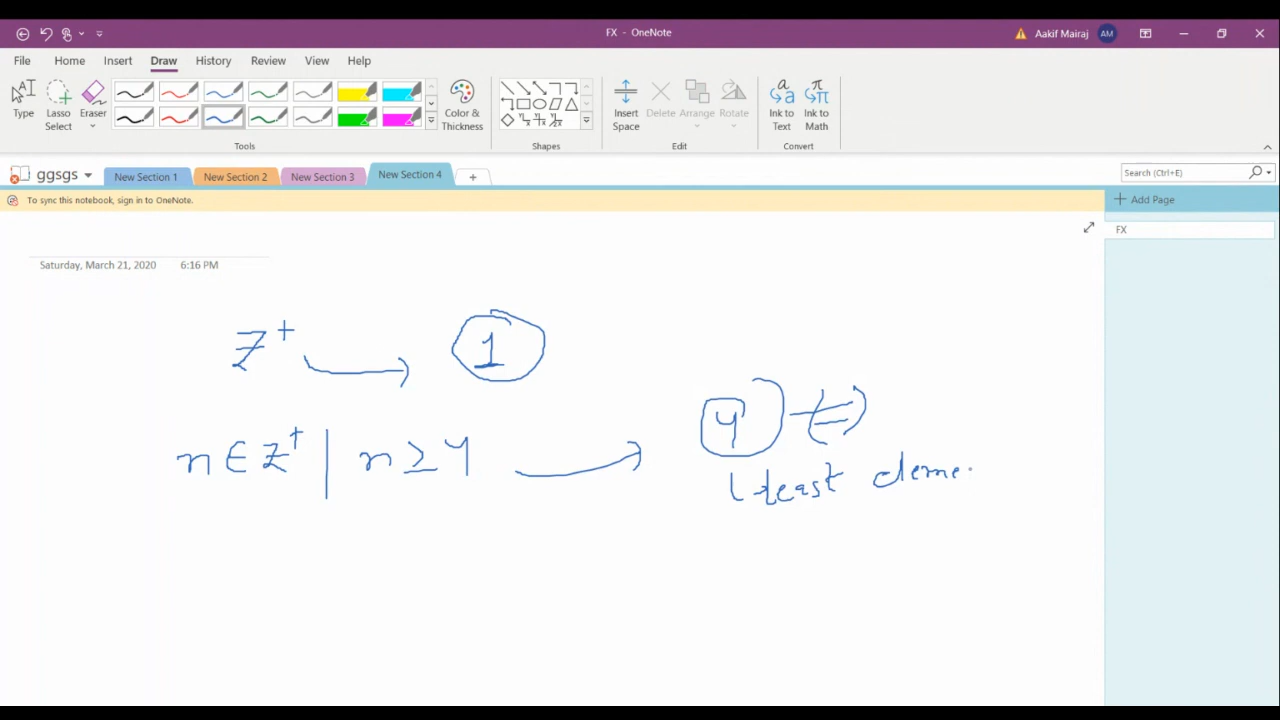 FX - OneNote
Aakif Mairaj AM
File Home Insert Draw History Review View Help
Type
Lasso Select
Eraser
Color & Thickness
Insert Space
Delete Arrange Rotate
Ink to Text
Ink to Math
Tools Shapes Edit Convert
ggsgs New Section 1 New Section 2 New Section 3 New Section 4 +
Search (Ctrl+E)
To sync this notebook, sign in to OneNote.
Add Page
FX
Saturday, March 21, 2020 6:16 PM
Z⁺ → 1
n ∈ Z⁺ | n ≥ 4 → 4
least eleme